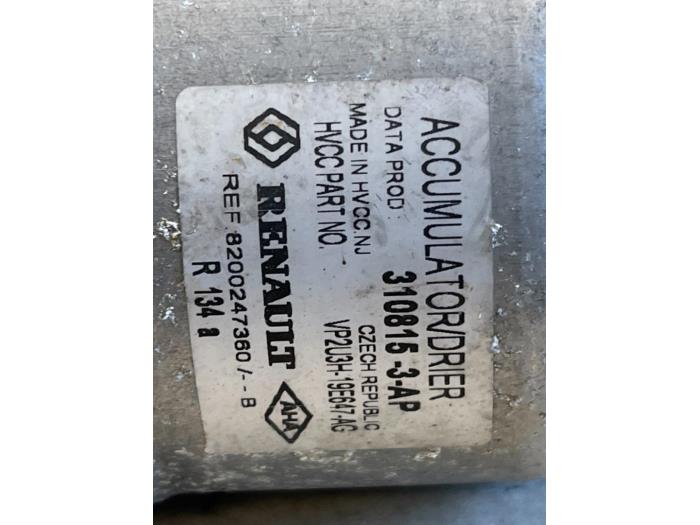 ACCUMULATOR/DRIER
DATA PROD: 310815 -3-AP
MADE IN HVCC.NJ CZECH REPUBLIC
HVCC PART NO. VP2U3H-19E647-AG
RENAULT AHA
REF. 8200247360 /-- B
R 134 a